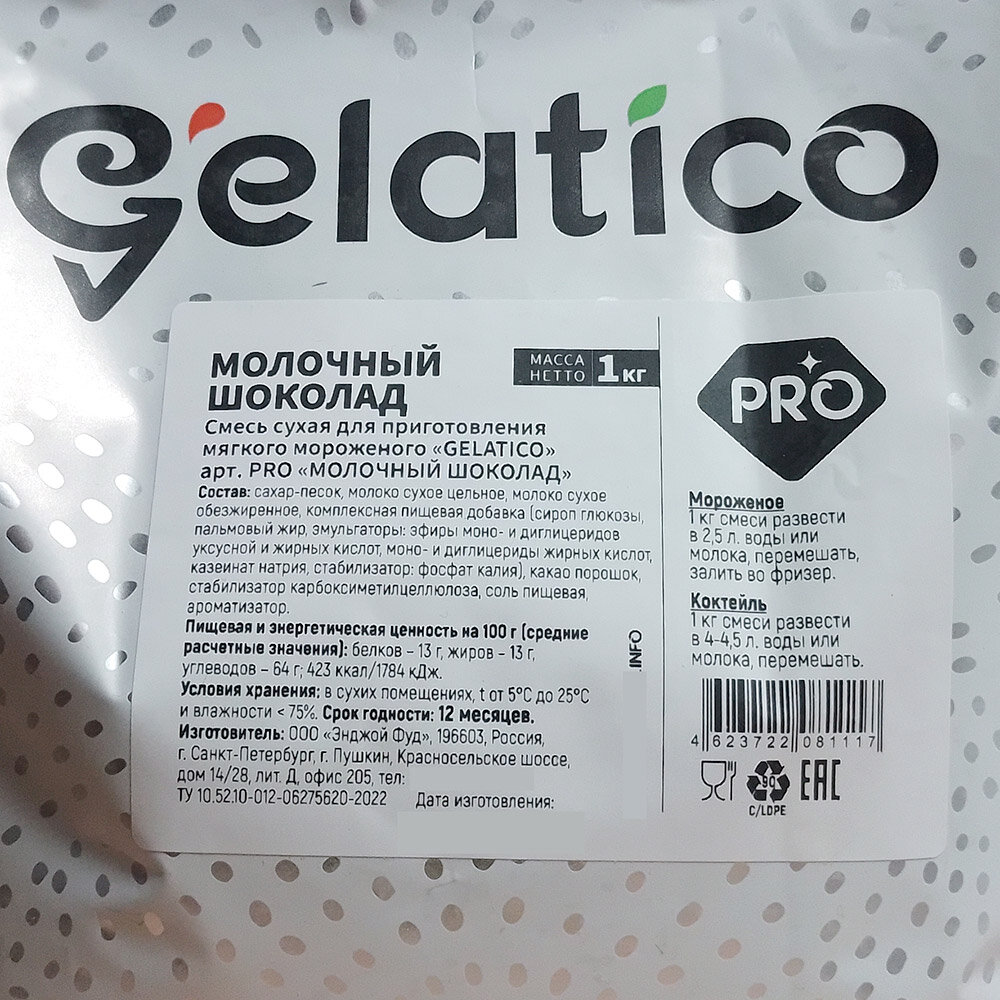 Gelatico
МОЛОЧНЫЙ
ШОКОЛАД
МАССА
НЕТТО 1 кг
Смесь сухая для приготовления
мягкого мороженого «GELATICO»
арт. PRO «МОЛОЧНЫЙ ШОКОЛАД»
Состав: сахар-песок, молоко сухое цельное, молоко сухое
обезжиренное, комплексная пищевая добавка (сироп глюкозы,
пальмовый жир, эмульгаторы: эфиры моно- и диглицеридов
уксусной и жирных кислот, моно- и диглицериды жирных кислот,
казеинат натрия, стабилизатор: фосфат калия), какао порошок,
стабилизатор карбоксиметилцеллюлоза, соль пищевая,
ароматизатор.
Пищевая и энергетическая ценность на 100 г (средние
расчетные значения): белков – 13 г, жиров – 13 г,
углеводов – 64 г; 423 ккал/1784 кДж.
Условия хранения: в сухих помещениях, t от 5°C до 25°C
и влажности < 75%. Срок годности: 12 месяцев.
Изготовитель: ООО «Энджой Фуд», 196603, Россия,
г. Санкт-Петербург, г. Пушкин, Красносельское шоссе,
дом 14/28, лит. Д, офис 205, тел:
ТУ 10.52.10-012-06275620-2022 Дата изготовления:
.INFO
PRO
Мороженое
1 кг смеси развести
в 2,5 л. воды или
молока, перемешать,
залить во фризер.
Коктейль
1 кг смеси развести
в 4-4,5 л. воды или
молока, перемешать.
4 623722 081117
90
C/LDPE
EAC